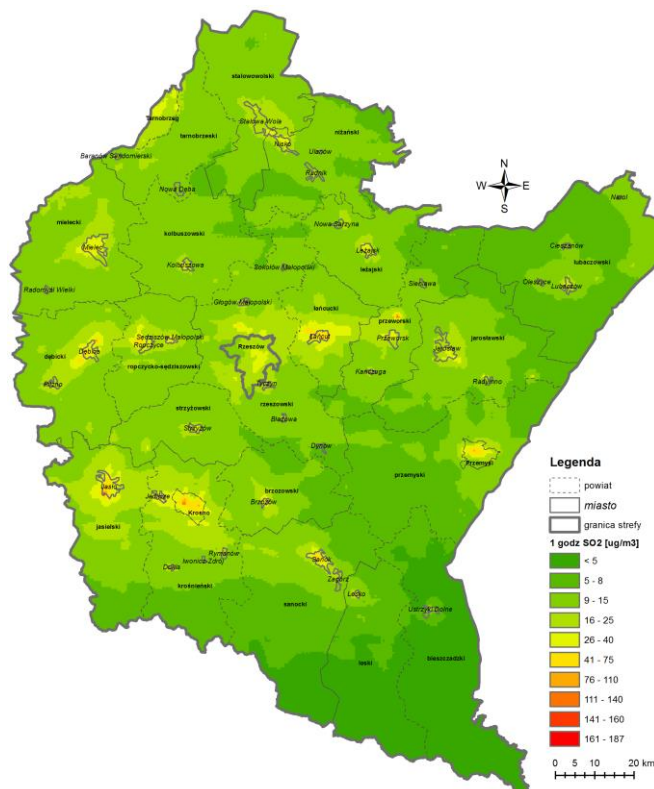 stalowowolski
Tarnobrzeg
Stalowa Wola
niżański
tarnobrzeski
Nisko
Ulanów
Baranów Sandomierski
Rudnik
N
W E
S
Nowa Dęba
Narol
mielecki
kolbuszowski
Nowa Sarzyna
Cieszanów
Mielec
Leżajsk
lubaczowski
Kolbuszowa
Sokołów Małopolski
leżajski
Oleszyce
Lubaczów
Radomyśl Wielki
Sieniawa
Głogów Małopolski
łańcucki
przeworski
Sędziszów Małopolski
Łańcut
Przeworsk
jarosławski
Ropczyce
Rzeszów
Jarosław
dębicki
Dębica
ropczycko-sędziszowski
Kańczuga
Radymno
Pilzno
Tyczyn
rzeszowski
strzyżowski
Błażowa
Strzyżów
Dynów
przemyski
Przemyśl
Jasło
Jedlicze
brzozowski
Krosno
Brzozów
jasielski
Rymanów
Iwonicz-Zdrój
Dukla
Sanok
Zagórz
krośnieński
Lesko
sanocki
Ustrzyki Dolne
leski
bieszczadzki
Legenda
powiat
miasto
granica strefy
1 godz SO2 [ug/m3]
< 5
5 - 8
9 - 15
16 - 25
26 - 40
41 - 75
76 - 110
111 - 140
141 - 160
161 - 187
0 5 10 20 km